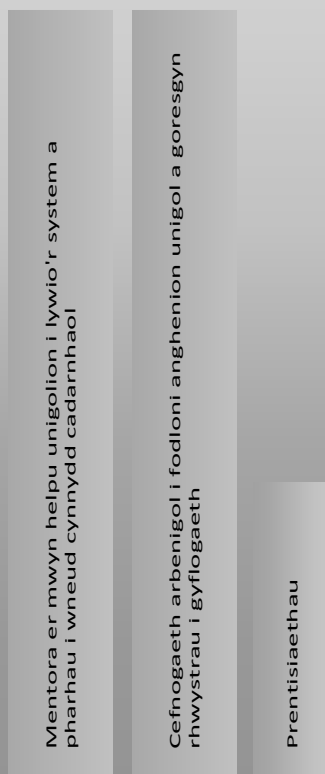 Mentora er mwyn helpu unigolion i lywio'r system a
pharhau i wneud cynnydd cadarnhaol
Cefnogaeth arbenigol i fodloni anghenion unigol a goresgyn
rhwystrau i gyflogaeth
Prentisiaethau